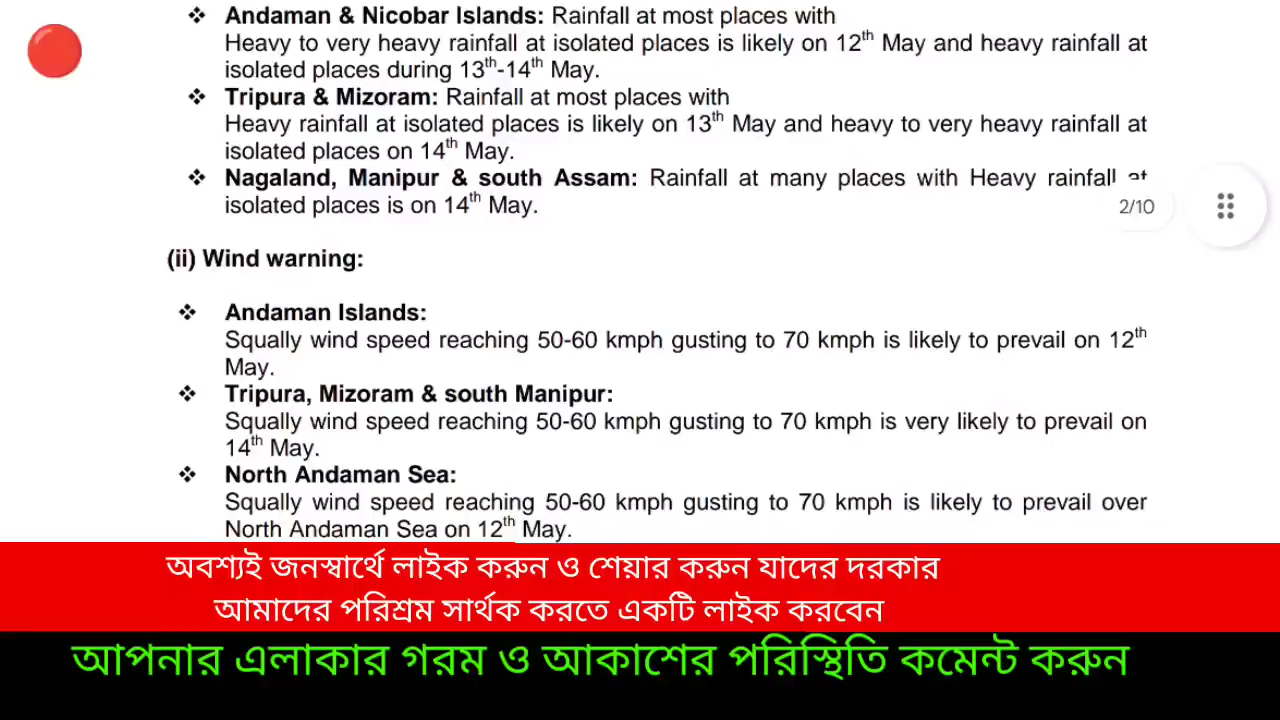 ❖ Andaman & Nicobar Islands: Rainfall at most places with
Heavy to very heavy rainfall at isolated places is likely on 12th May and heavy rainfall at
isolated places during 13th-14th May.
❖ Tripura & Mizoram: Rainfall at most places with
Heavy rainfall at isolated places is likely on 13th May and heavy to very heavy rainfall at
isolated places on 14th May.
❖ Nagaland, Manipur & south Assam: Rainfall at many places with Heavy rainfall at
isolated places is on 14th May.
2/10
(ii) Wind warning:
❖ Andaman Islands:
Squally wind speed reaching 50-60 kmph gusting to 70 kmph is likely to prevail on 12th
May.
❖ Tripura, Mizoram & south Manipur:
Squally wind speed reaching 50-60 kmph gusting to 70 kmph is very likely to prevail on
14th May.
❖ North Andaman Sea:
Squally wind speed reaching 50-60 kmph gusting to 70 kmph is likely to prevail over
North Andaman Sea on 12th May.
অবশ্যই জনস্বার্থে লাইক করুন ও শেয়ার করুন যাদের দরকার
আমাদের পরিশ্রম সার্থক করতে একটি লাইক করবেন
আপনার এলাকার গরম ও আকাশের পরিস্থিতি কমেন্ট করুন